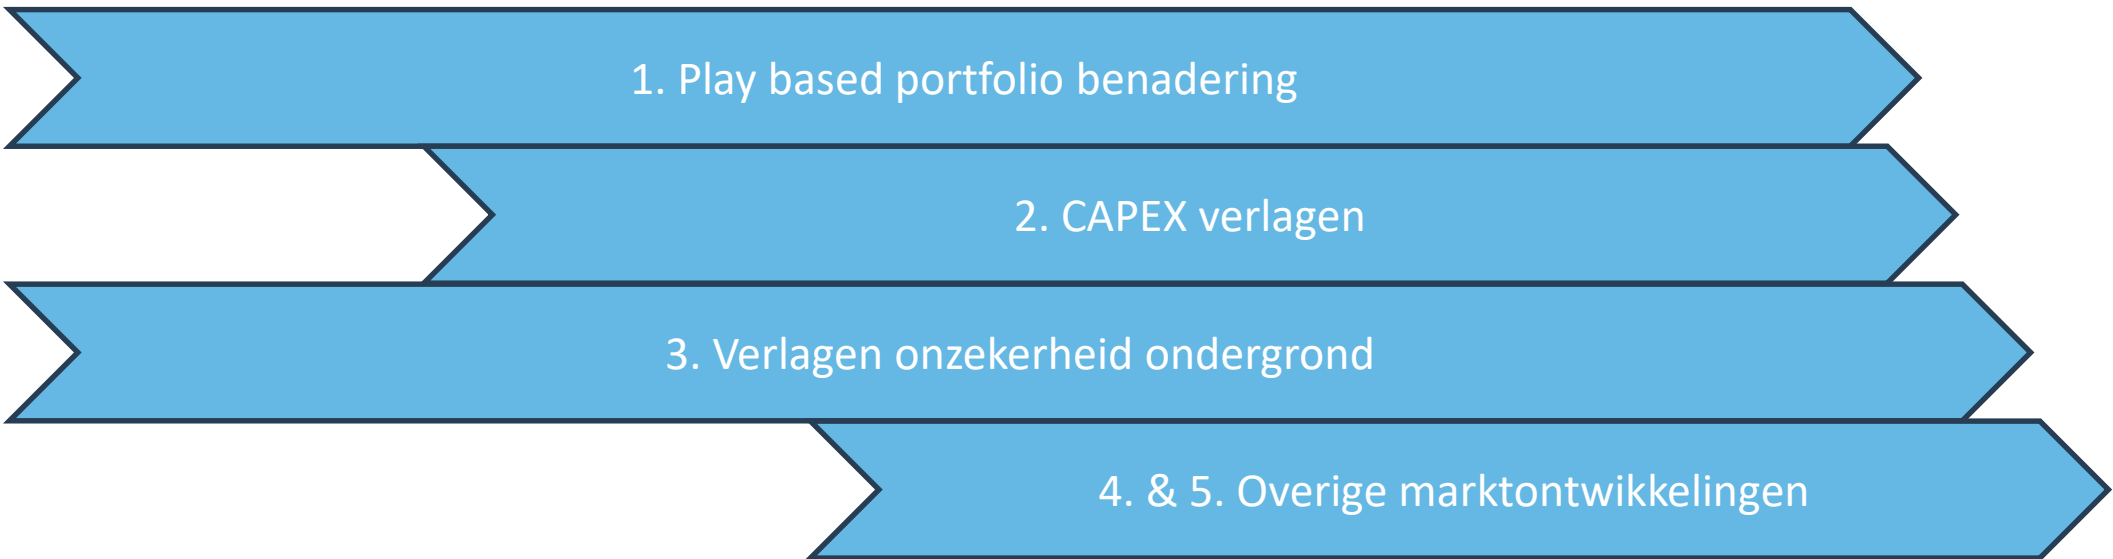 1. Play based portfolio benadering
2. CAPEX verlagen
3. Verlagen onzekerheid ondergrond
4. & 5. Overige marktontwikkelingen